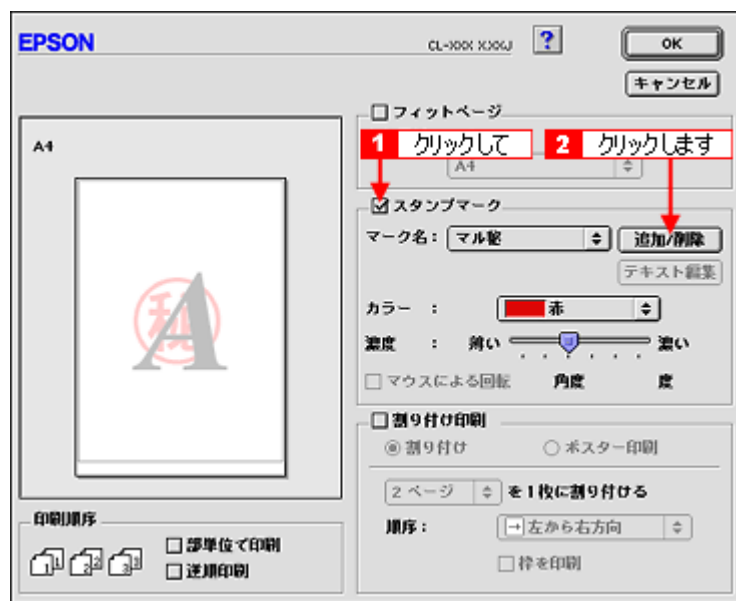 EPSON
CL-XXX XXXJ
?
OK
キャンセル
フィットページ
1 クリックして
2 クリックします
A4
A4
スタンプマーク
マーク名: マル秘
追加/削除
テキスト編集
カラー : 赤
濃度 : 薄い 濃い
マウスによる回転 角度 度
秘
A
割り付け印刷
割り付け ポスター印刷
2 ページ を1枚に割り付ける
順序: 左から右方向
枠を印刷
印刷順序
1 1 2 2 3 3
部単位で印刷
逆順印刷